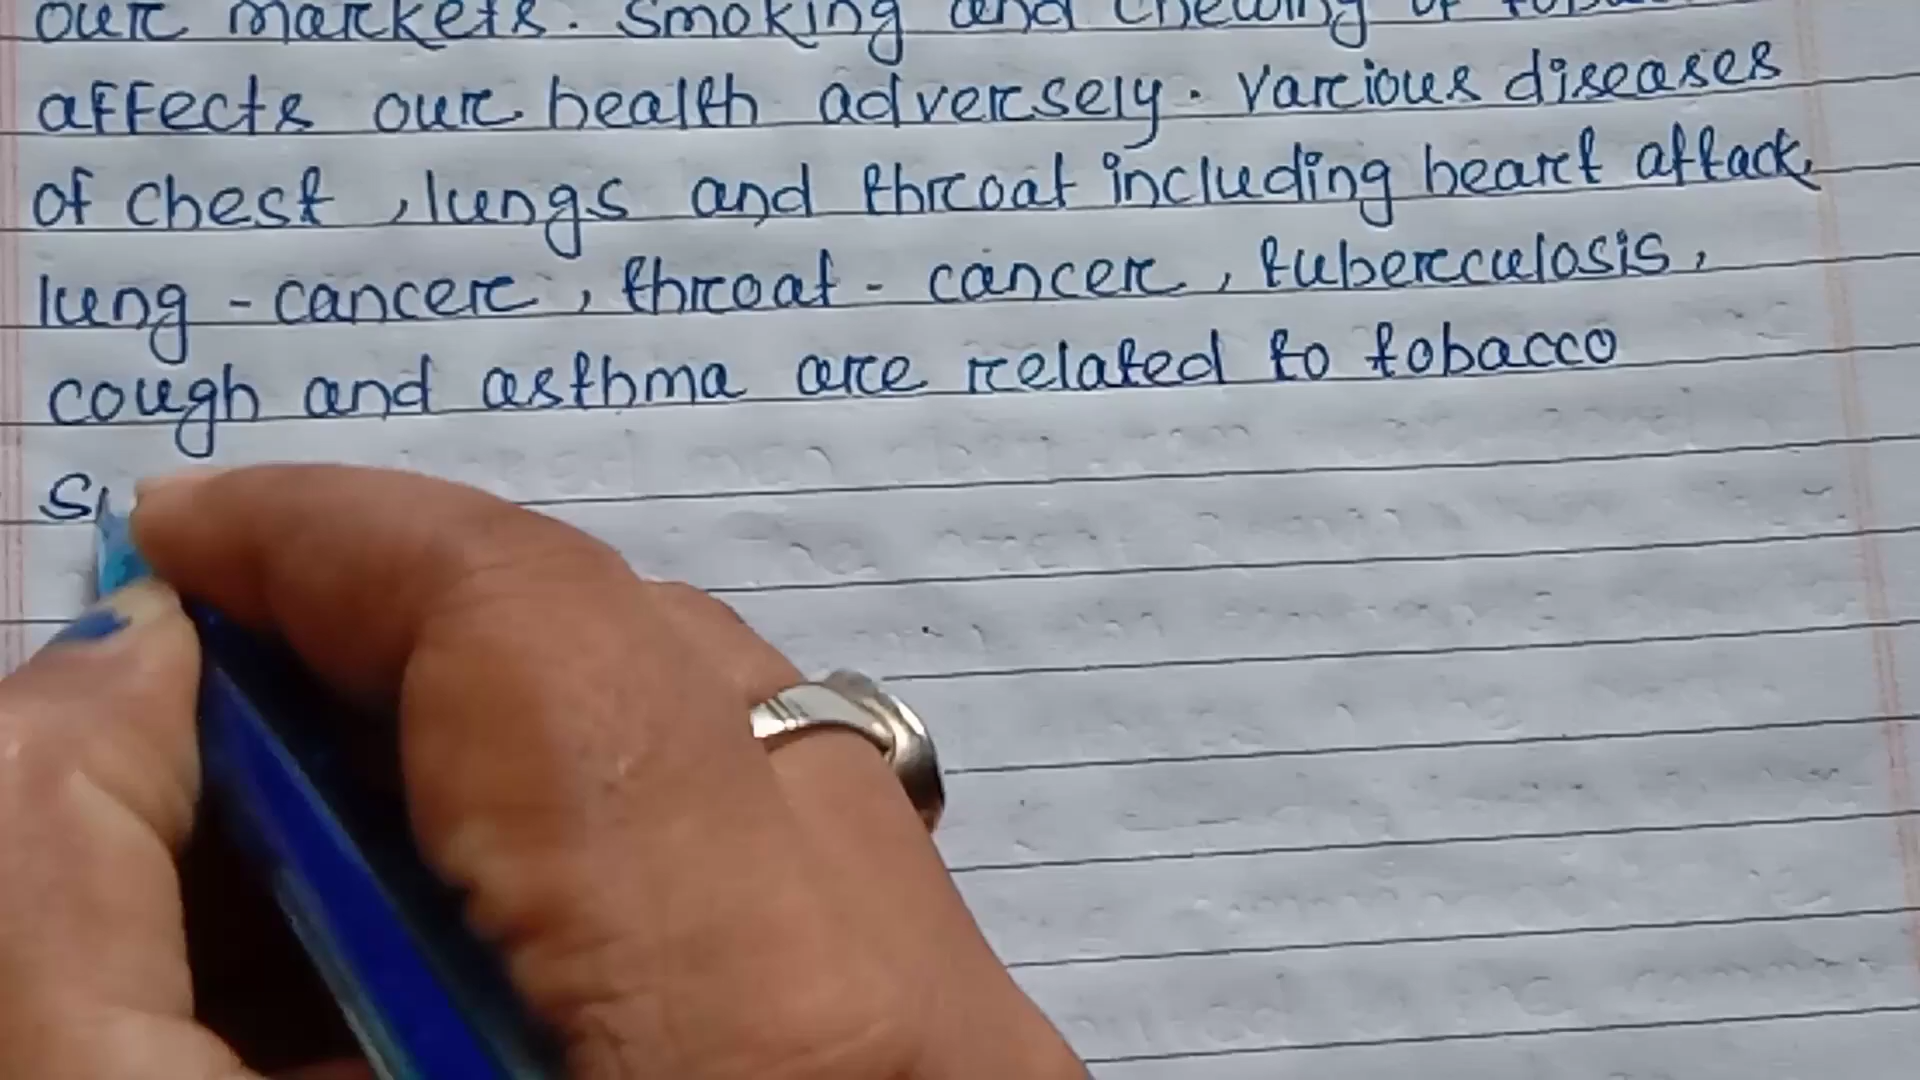 our markets. Smoking and chewing of
affects our health adversely. Various diseases
of chest, lungs and throat including heart attack,
lung-cancer, throat-cancer, tuberculosis,
cough and asthma are related to tobacco